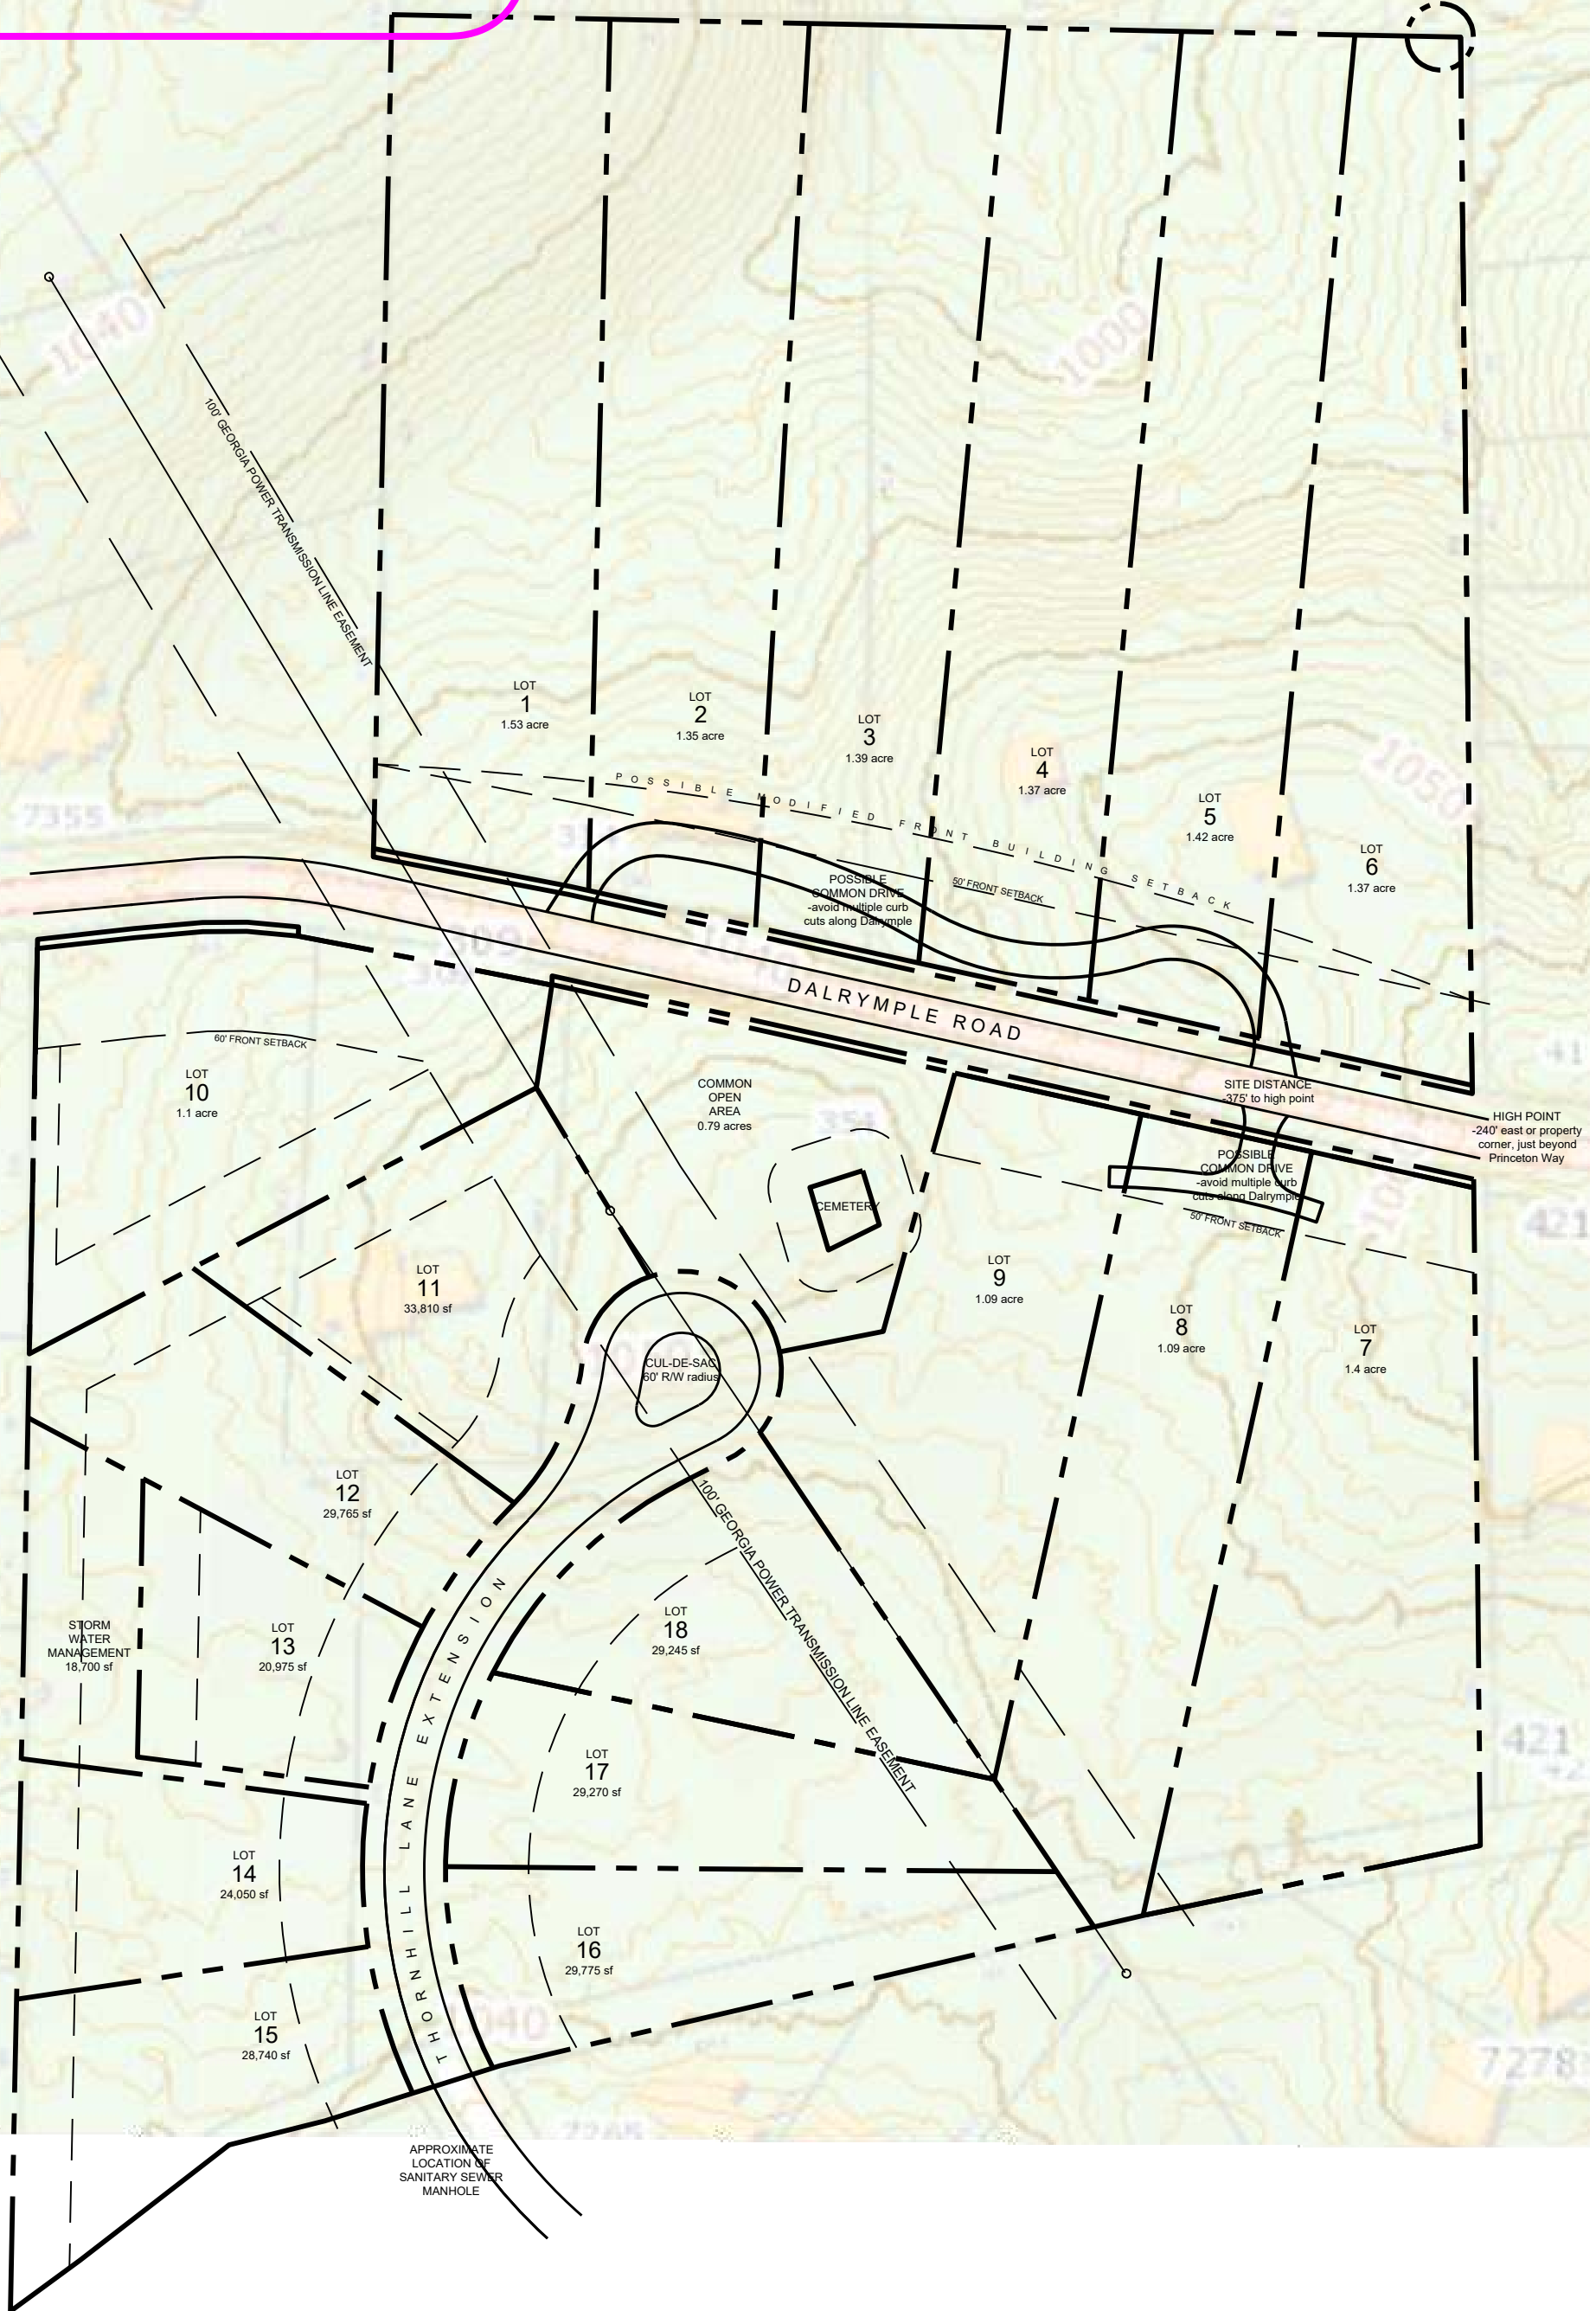 1040
1000
100' GEORGIA POWER TRANSMISSION LINE EASEMENT
LOT
1
1.53 acre
LOT
2
1.35 acre
LOT
3
1.39 acre
LOT
4
1.37 acre
LOT
5
1.42 acre
LOT
6
1.37 acre
1050
7355
POSSIBLE MODIFIED FRONT BUILDING SETBACK
50' FRONT SETBACK
POSSIBLE
COMMON DRIVE
-avoid multiple curb
cuts along Dalrymple
DALRYMPLE ROAD
60' FRONT SETBACK
LOT
10
1.1 acre
COMMON
OPEN
AREA
0.79 acres
351
SITE DISTANCE
-375' to high point
HIGH POINT
-240' east or property
corner, just beyond
Princeton Way
POSSIBLE
COMMON DRIVE
-avoid multiple curb
cuts along Dalrymple
50' FRONT SETBACK
CEMETERY
421
LOT
11
33,810 sf
LOT
9
1.09 acre
LOT
8
1.09 acre
LOT
7
1.4 acre
CUL-DE-SAC
60' R/W radius
LOT
12
29,765 sf
100' GEORGIA POWER TRANSMISSION LINE EASEMENT
STORM
WATER
MANAGEMENT
18,700 sf
LOT
13
20,975 sf
LOT
18
29,245 sf
THORNHILL LANE EXTENSION
LOT
17
29,270 sf
421
LOT
14
24,050 sf
LOT
16
29,775 sf
LOT
15
28,740 sf
7278
APPROXIMATE
LOCATION OF
SANITARY SEWER
MANHOLE